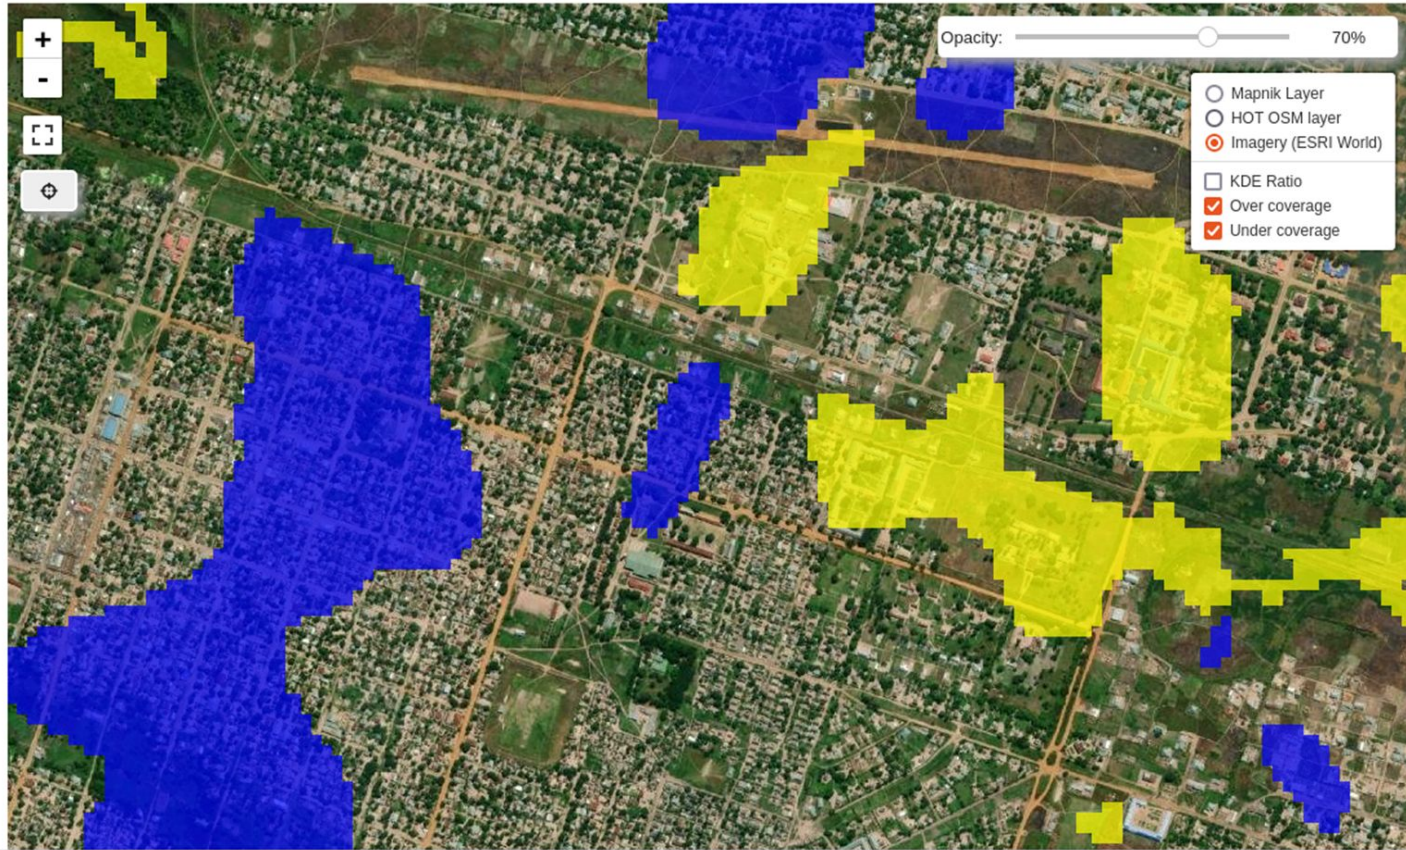 +
-
Opacity: 70%
Mapnik Layer
HOT OSM layer
Imagery (ESRI World)
KDE Ratio
Over coverage
Under coverage